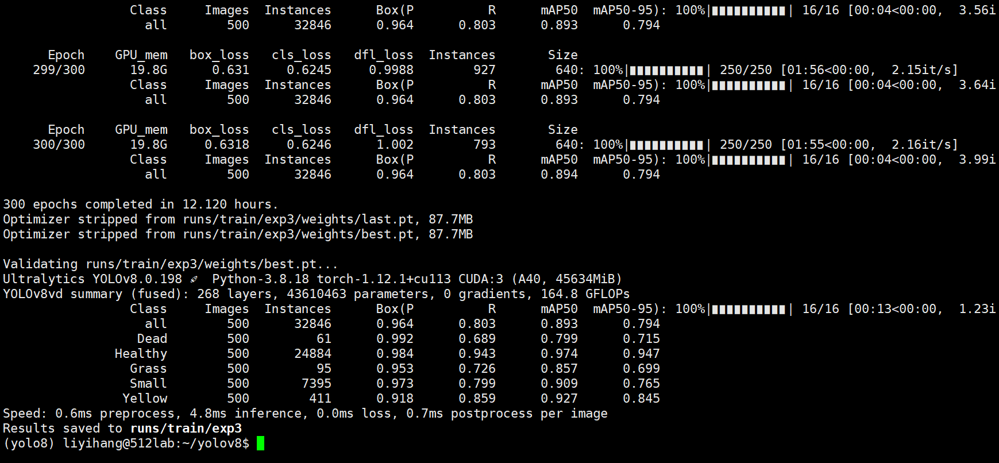 Class Images Instances Box(P R mAP50 mAP50-95): 100%|██████████| 16/16 [00:04<00:00, 3.56i
all 500 32846 0.964 0.803 0.893 0.794
Epoch GPU_mem box_loss cls_loss dfl_loss Instances Size
299/300 19.8G 0.631 0.6245 0.9988 927 640: 100%|██████████| 250/250 [01:56<00:00, 2.15it/s]
Class Images Instances Box(P R mAP50 mAP50-95): 100%|██████████| 16/16 [00:04<00:00, 3.64i
all 500 32846 0.964 0.803 0.893 0.794
Epoch GPU_mem box_loss cls_loss dfl_loss Instances Size
300/300 19.8G 0.6318 0.6246 1.002 793 640: 100%|██████████| 250/250 [01:55<00:00, 2.16it/s]
Class Images Instances Box(P R mAP50 mAP50-95): 100%|██████████| 16/16 [00:04<00:00, 3.99i
all 500 32846 0.964 0.803 0.894 0.794
300 epochs completed in 12.120 hours.
Optimizer stripped from runs/train/exp3/weights/last.pt, 87.7MB
Optimizer stripped from runs/train/exp3/weights/best.pt, 87.7MB
Validating runs/train/exp3/weights/best.pt...
Ultralytics YOLOv8.0.198 🚀 Python-3.8.18 torch-1.12.1+cu113 CUDA:3 (A40, 45634MiB)
YOLOv8vd summary (fused): 268 layers, 43610463 parameters, 0 gradients, 164.8 GFLOPs
Class Images Instances Box(P R mAP50 mAP50-95): 100%|██████████| 16/16 [00:13<00:00, 1.23i
all 500 32846 0.964 0.803 0.893 0.794
Dead 500 61 0.992 0.689 0.799 0.715
Healthy 500 24884 0.984 0.943 0.974 0.947
Grass 500 95 0.953 0.726 0.857 0.699
Small 500 7395 0.973 0.799 0.909 0.765
Yellow 500 411 0.918 0.859 0.927 0.845
Speed: 0.6ms preprocess, 4.8ms inference, 0.0ms loss, 0.7ms postprocess per image
Results saved to runs/train/exp3
(yolo8) liyihang@512lab:~/yolov8$